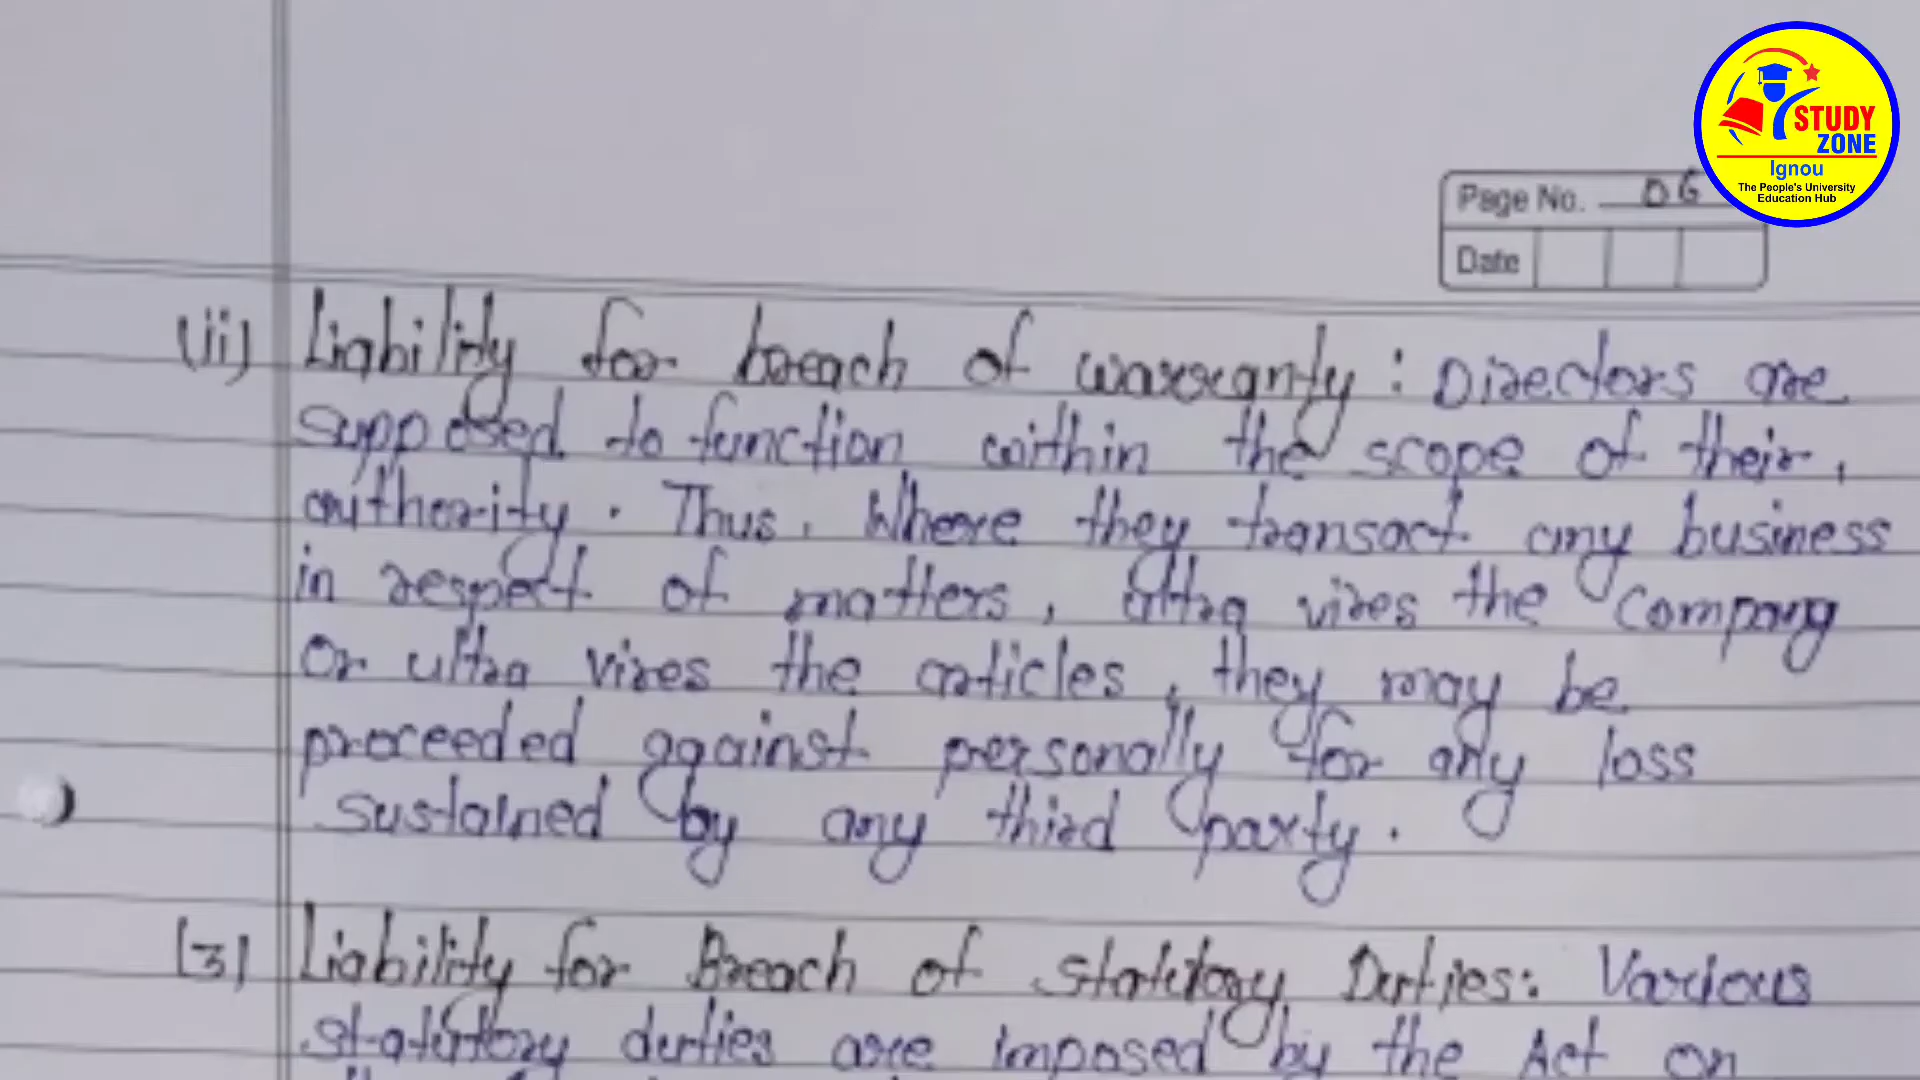 STUDY
ZONE
Ignou
The People's University
Education Hub
Page No. 06
Date
(ii) Liability for breach of warranty : Directors are
supposed to function within the scope of their,
authority. Thus, Where they transact any business
in respect of matters, ultra vires the Company
Or ultra vires the articles, they may be
proceeded against personally for any loss
sustained by any third party.
(3) Liability for Breach of Statutory Duties: Various
statutory duties are imposed by the Act on